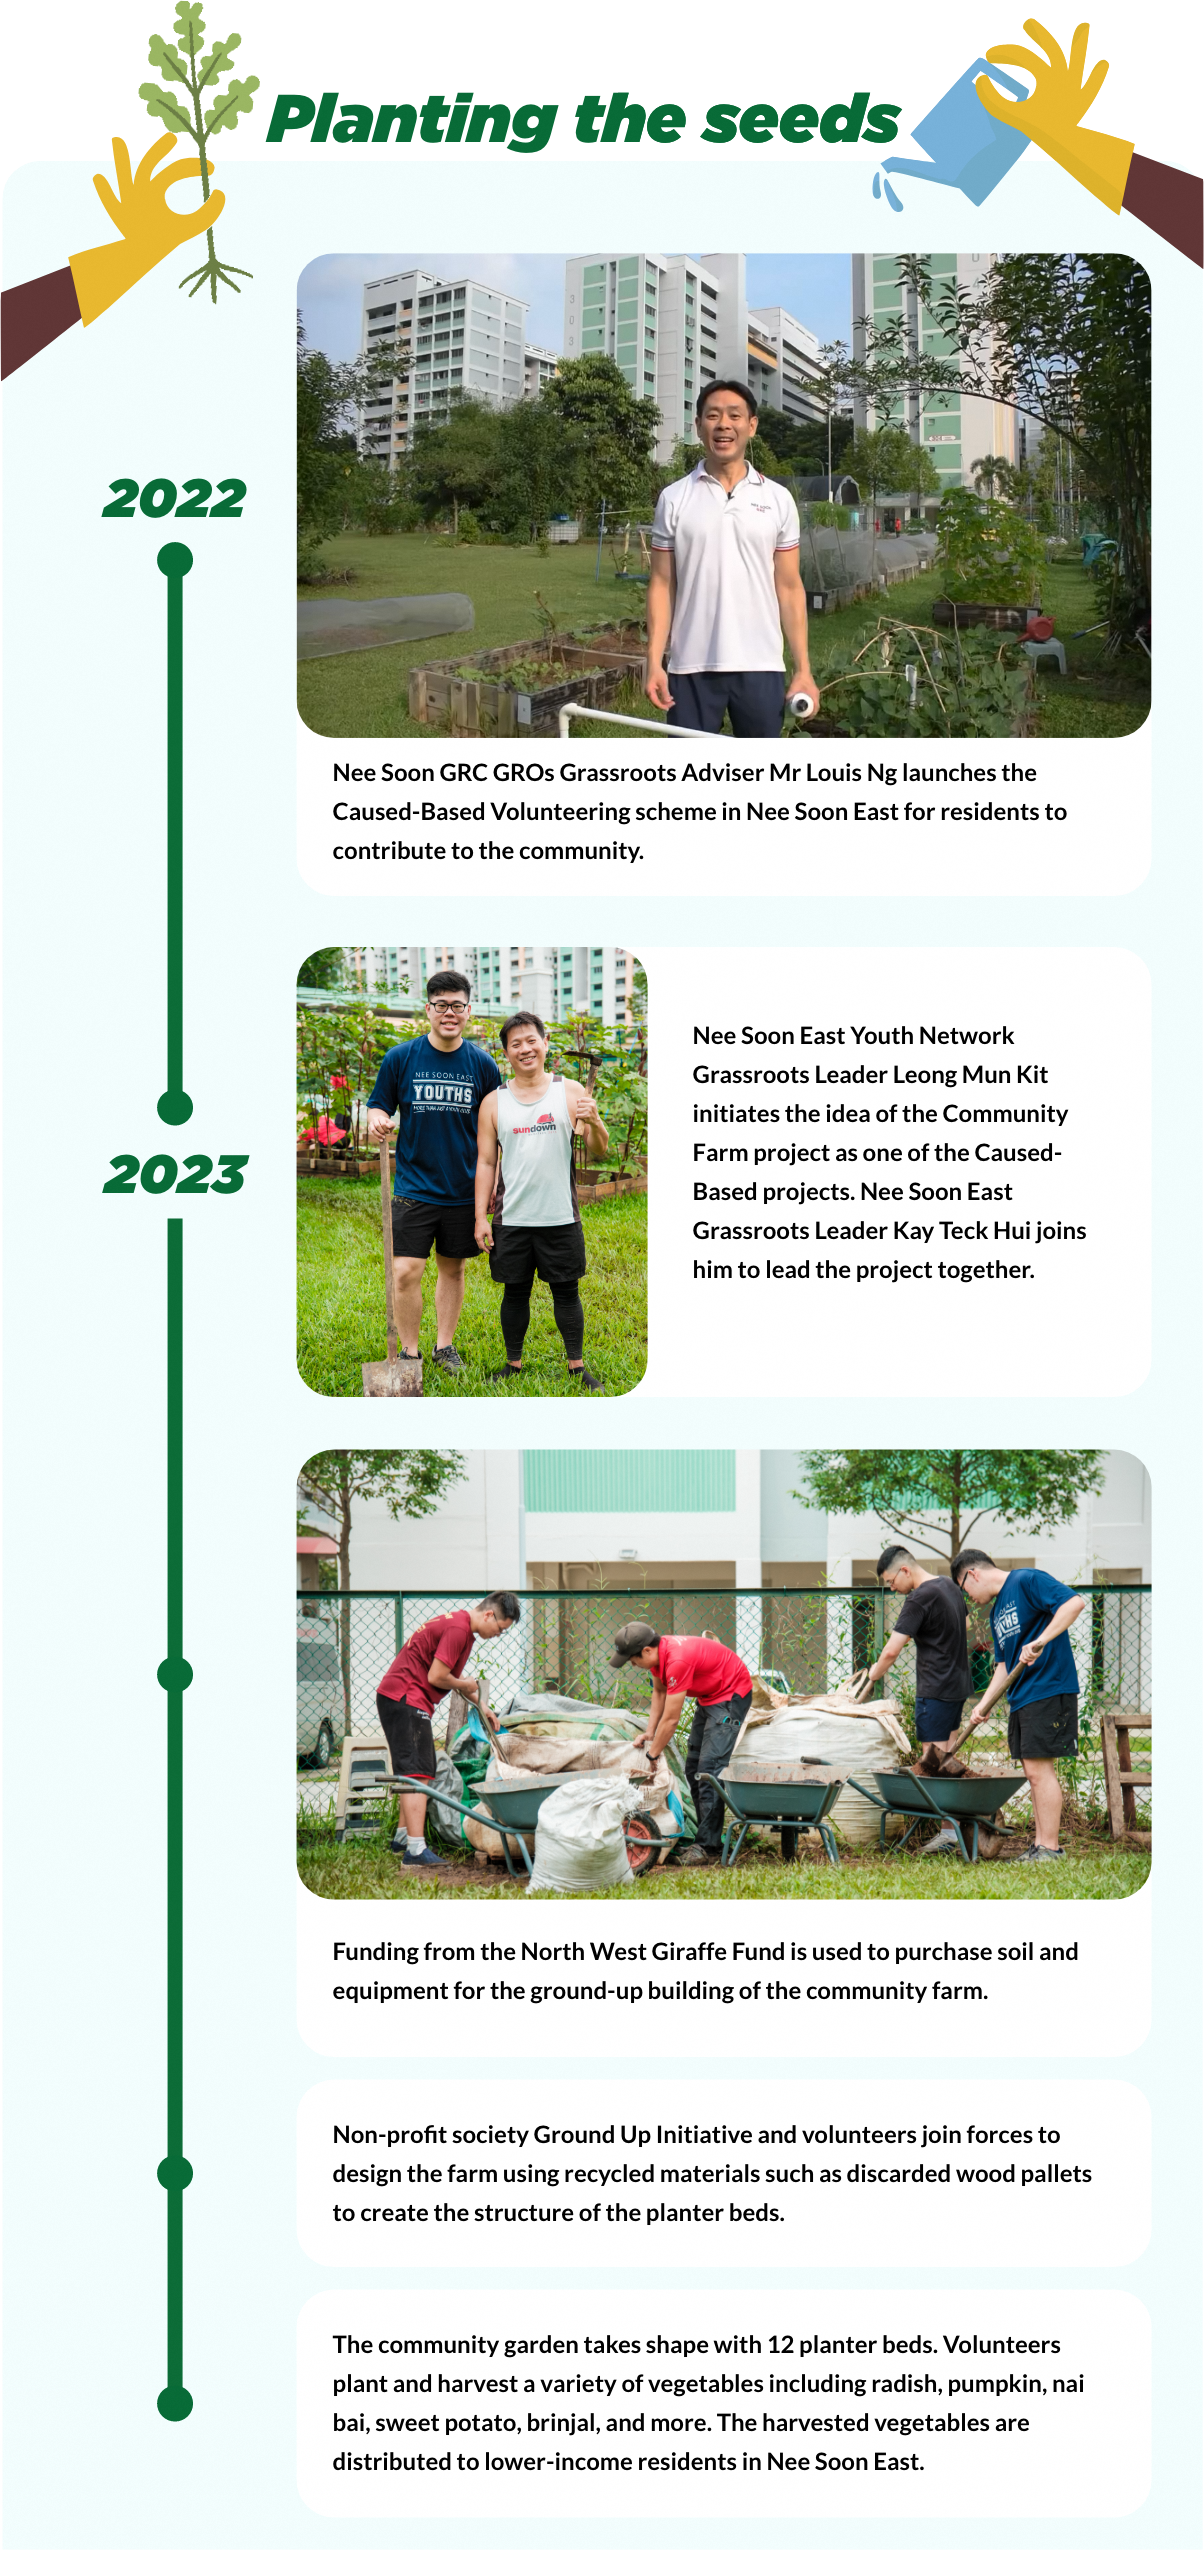 Planting the seeds
2022
NEE SOON
GRC
Nee Soon GRC GROs Grassroots Adviser Mr Louis Ng launches the
Caused-Based Volunteering scheme in Nee Soon East for residents to
contribute to the community.
2023
NEE SOON EAST
YOUTHS
sundown
Nee Soon East Youth Network
Grassroots Leader Leong Mun Kit
initiates the idea of the Community
Farm project as one of the Caused-
Based projects. Nee Soon East
Grassroots Leader Kay Teck Hui joins
him to lead the project together.
Funding from the North West Giraffe Fund is used to purchase soil and
equipment for the ground-up building of the community farm.
Non-profit society Ground Up Initiative and volunteers join forces to
design the farm using recycled materials such as discarded wood pallets
to create the structure of the planter beds.
The community garden takes shape with 12 planter beds. Volunteers
plant and harvest a variety of vegetables including radish, pumpkin, nai
bai, sweet potato, brinjal, and more. The harvested vegetables are
distributed to lower-income residents in Nee Soon East.